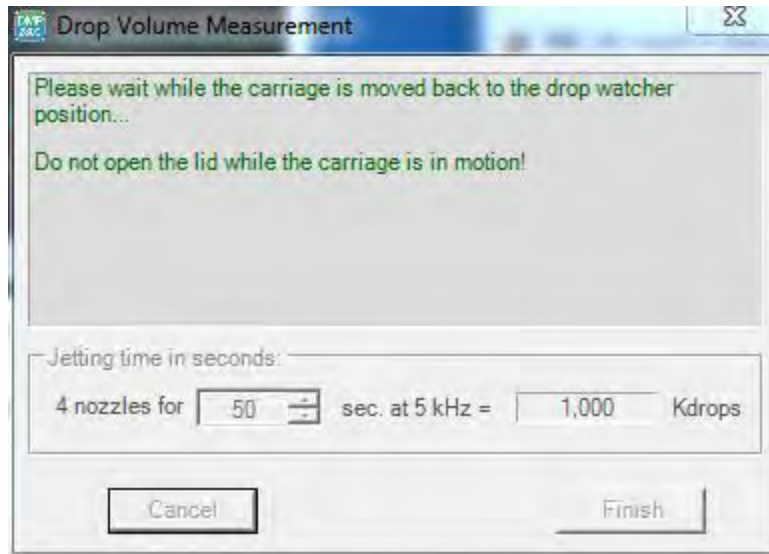 Drop Volume Measurement
Please wait while the carriage is moved back to the drop watcher
position...
Do not open the lid while the carriage is in motion!
Jetting time in seconds:
4 nozzles for 50 sec. at 5 kHz = 1,000 Kdrops
Cancel Finish